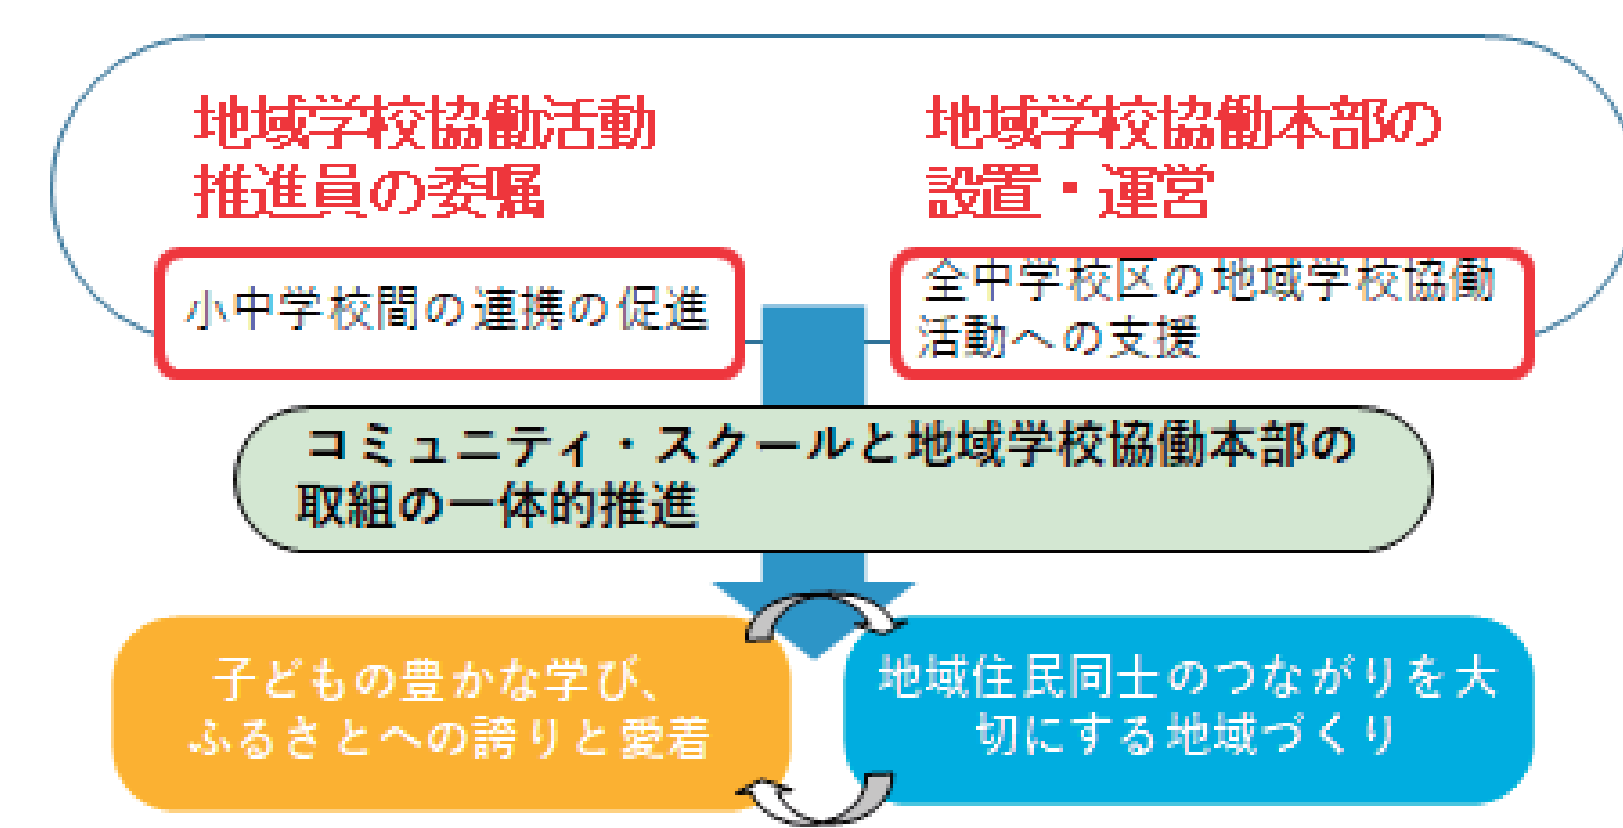 地域学校協働活動
推進員の委嘱
小中学校間の連携の促進
地域学校協働本部の
設置・運営
全中学校区の地域学校協働
活動への支援
コミュニティ・スクールと地域学校協働本部の
取組の一体的推進
子どもの豊かな学び、
ふるさとへの誇りと愛着
地域住民同士のつながりを大
切にする地域づくり